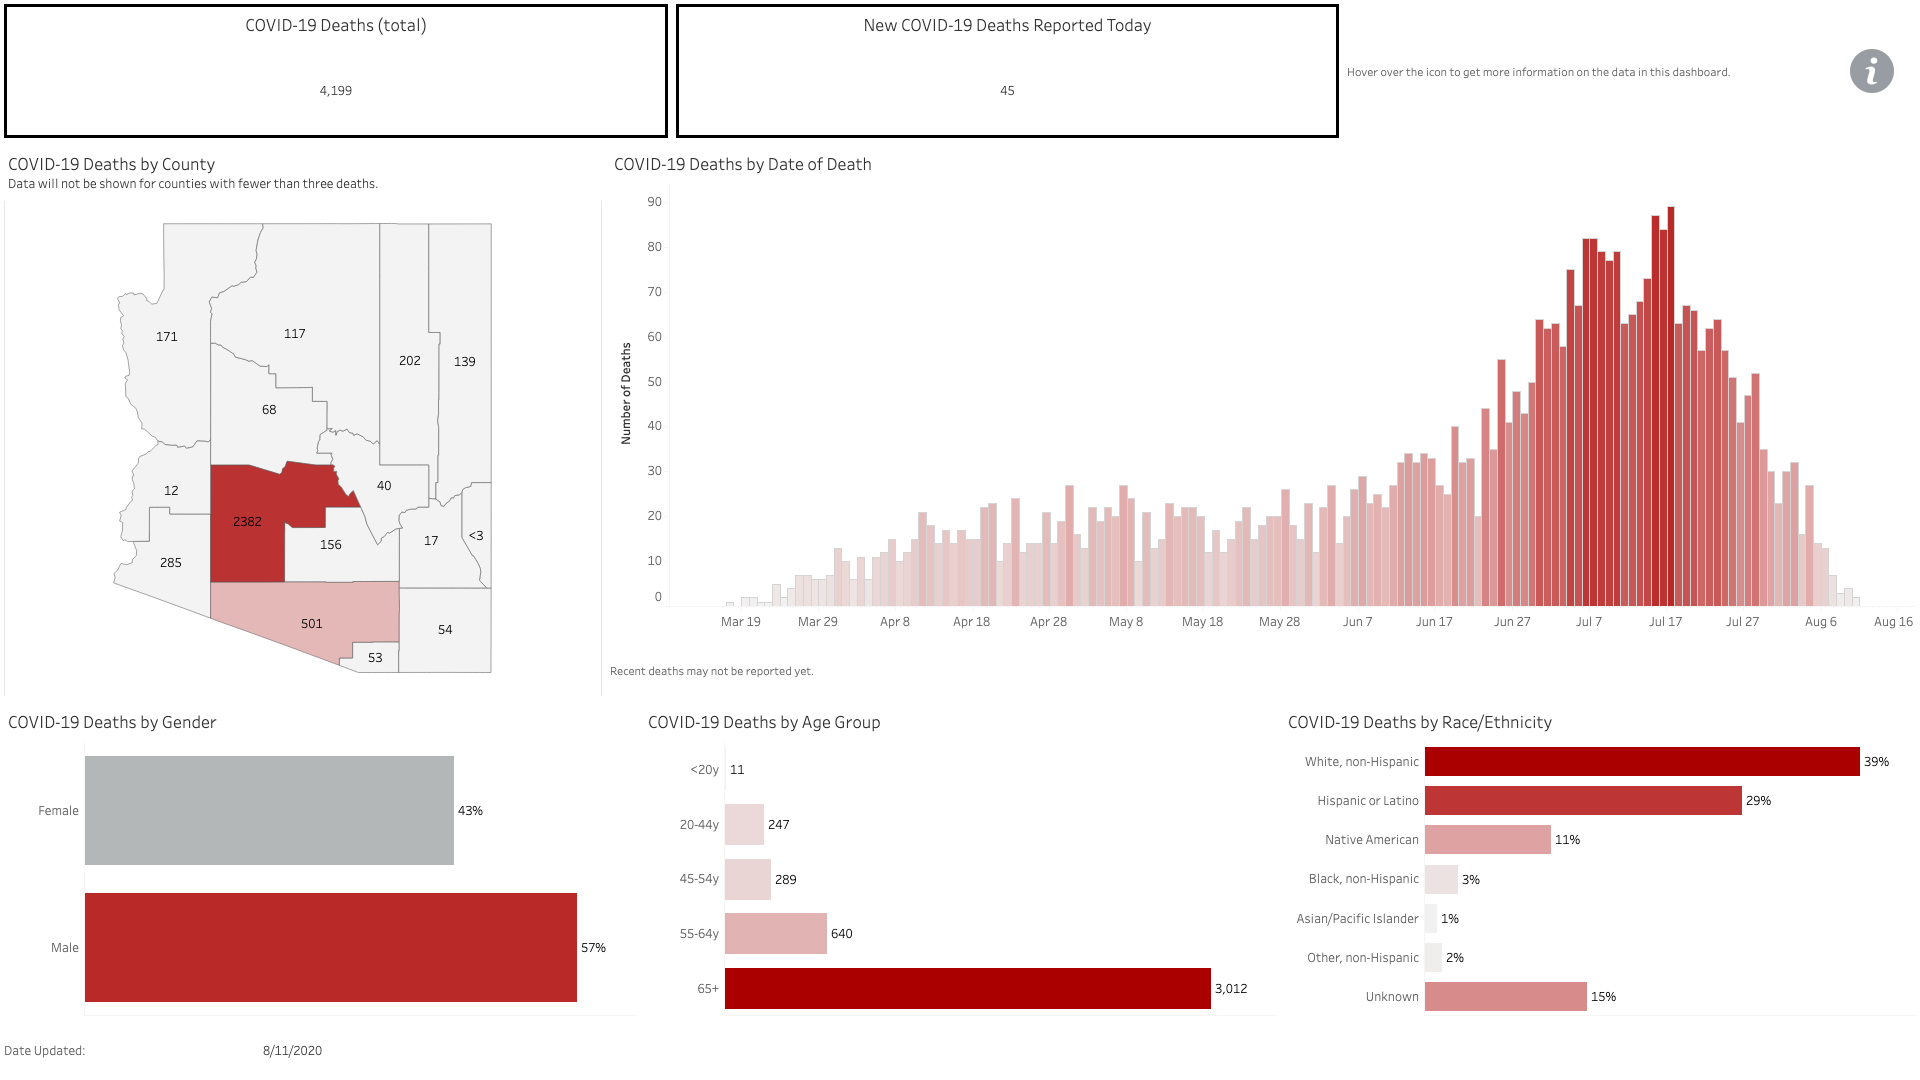 COVID-19 Deaths (total)
4,199
New COVID-19 Deaths Reported Today
45
Hover over the icon to get more information on the data in this dashboard.
i
COVID-19 Deaths by County
Data will not be shown for counties with fewer than three deaths.
171
117
202
139
68
12
40
2382
<3
156
17
285
501
54
53
COVID-19 Deaths by Date of Death
Number of Deaths
90
80
70
60
50
40
30
20
10
0
Mar 19
Mar 29
Apr 8
Apr 18
Apr 28
May 8
May 18
May 28
Jun 7
Jun 17
Jun 27
Jul 7
Jul 17
Jul 27
Aug 6
Aug 16
Recent deaths may not be reported yet.
COVID-19 Deaths by Gender
Female
43%
Male
57%
COVID-19 Deaths by Age Group
<20y
11
20-44y
247
45-54y
289
55-64y
640
65+
3,012
COVID-19 Deaths by Race/Ethnicity
White, non-Hispanic
39%
Hispanic or Latino
29%
Native American
11%
Black, non-Hispanic
3%
Asian/Pacific Islander
1%
Other, non-Hispanic
2%
Unknown
15%
Date Updated:
8/11/2020